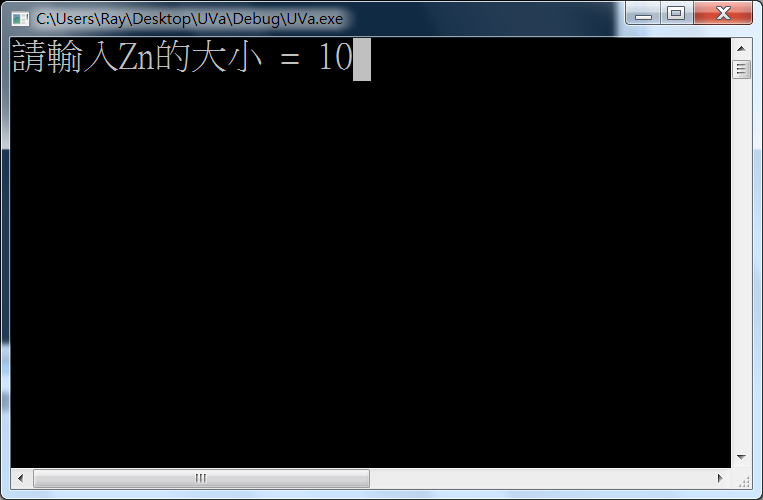 C:\Users\Ray\Desktop\UVa\Debug\UVa.exe
請輸入Zn的大小 = 10